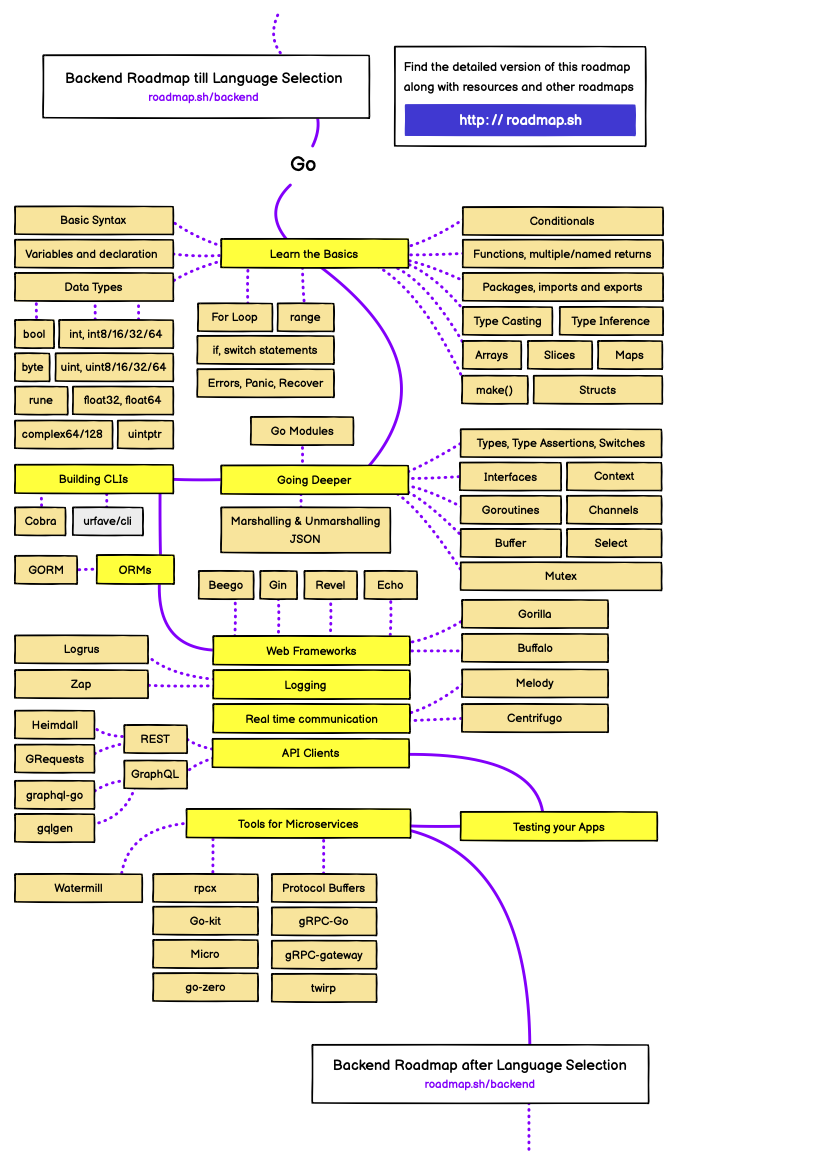 Backend Roadmap till Language Selection
roadmap.sh/backend
Find the detailed version of this roadmap
along with resources and other roadmaps
http: // roadmap.sh
Go
Basic Syntax
Variables and declaration
Data Types
bool
int, int8/16/32/64
byte
uint, uint8/16/32/64
rune
float32, float64
complex64/128
uintptr
Learn the Basics
For Loop
range
if, switch statements
Errors, Panic, Recover
Conditionals
Functions, multiple/named returns
Packages, imports and exports
Type Casting
Type Inference
Arrays
Slices
Maps
make()
Structs
Go Modules
Going Deeper
Marshalling & Unmarshalling
JSON
Types, Type Assertions, Switches
Interfaces
Context
Goroutines
Channels
Buffer
Select
Mutex
Building CLIs
Cobra
urfave/cli
GORM
ORMs
Beego
Gin
Revel
Echo
Web Frameworks
Gorilla
Buffalo
Logrus
Zap
Logging
Real time communication
Melody
Centrifugo
API Clients
Heimdall
REST
GRequests
GraphQL
graphql-go
gqlgen
Tools for Microservices
Testing your Apps
Watermill
rpcx
Go-kit
Micro
go-zero
Protocol Buffers
gRPC-Go
gRPC-gateway
twirp
Backend Roadmap after Language Selection
roadmap.sh/backend